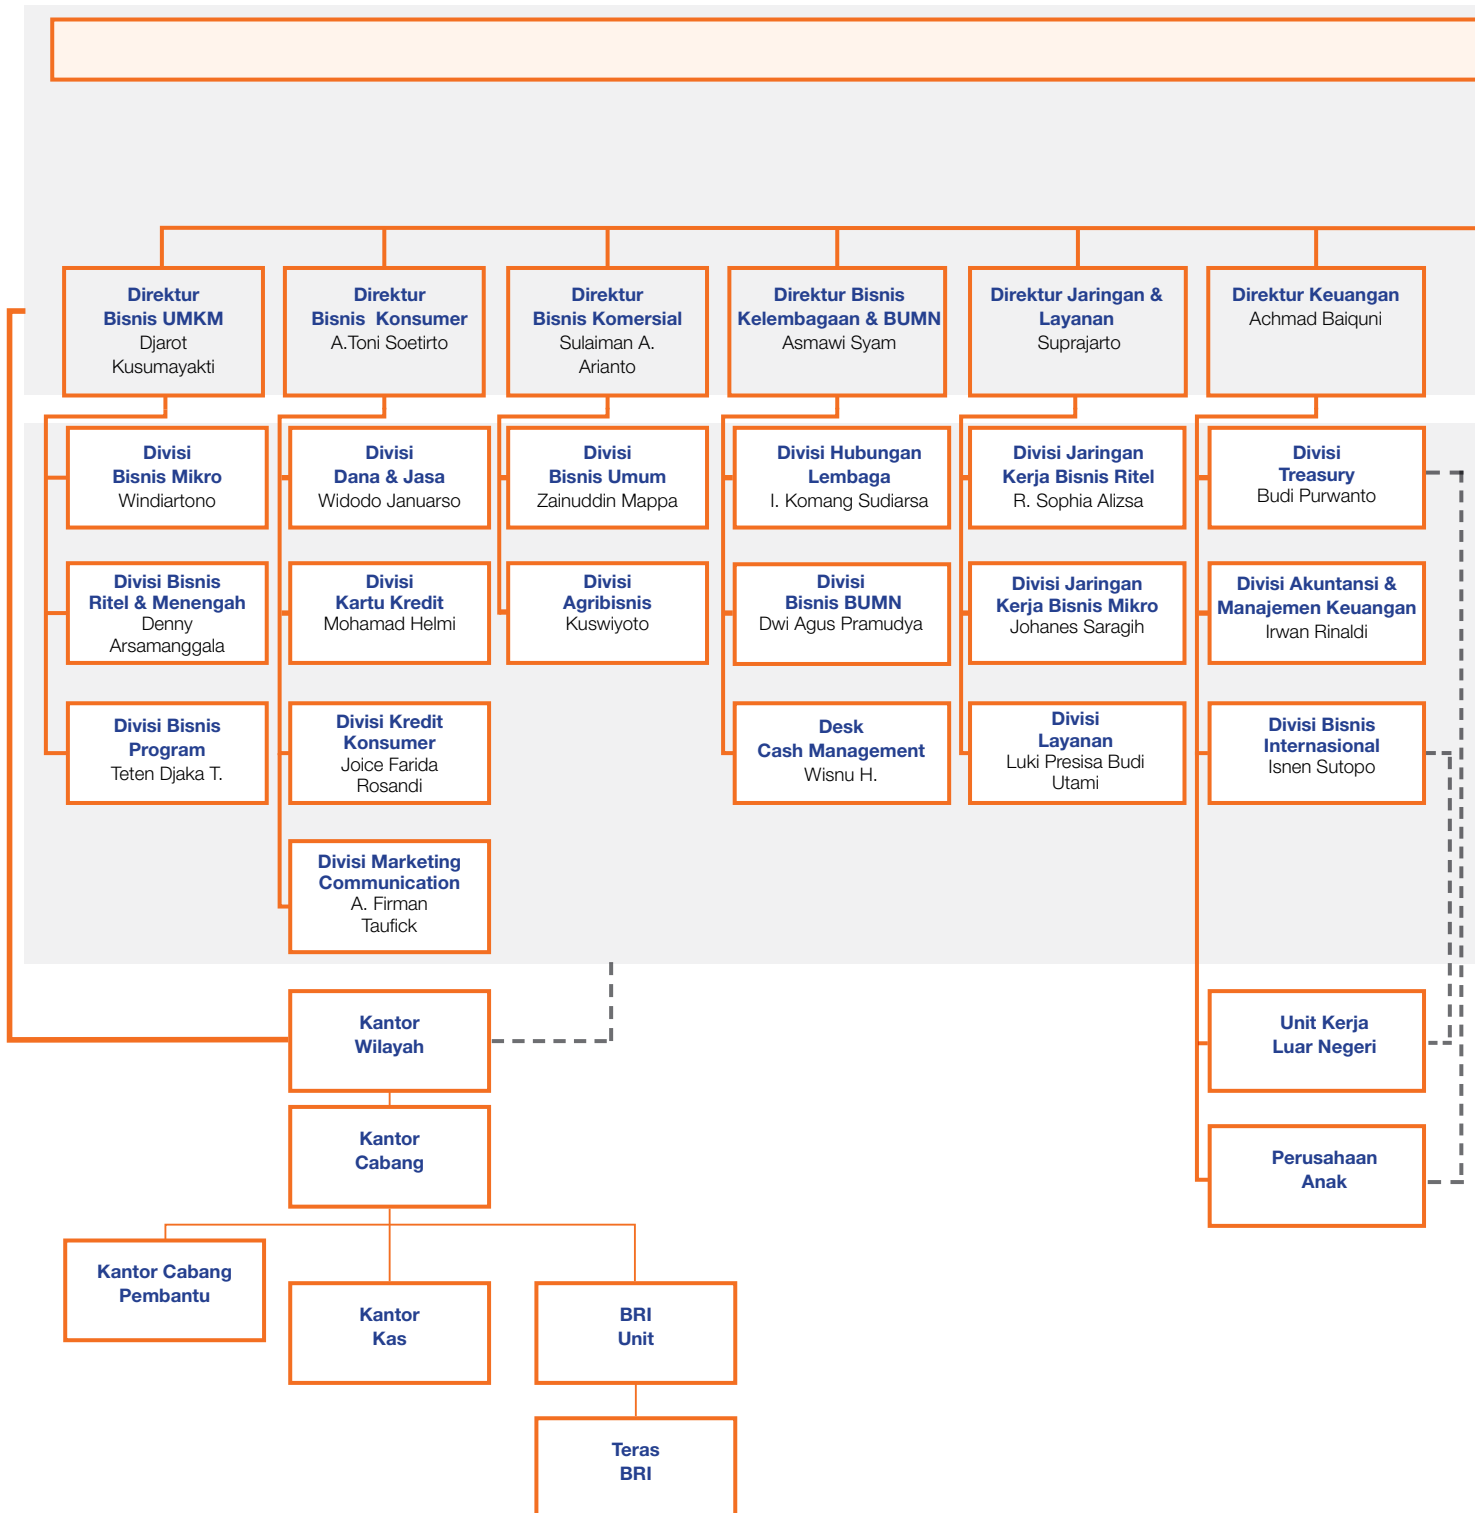 Direktur
Bisnis UMKM
Djarot
Kusumayakti
Direktur
Bisnis Konsumer
A.Toni Soetirto
Direktur
Bisnis Komersial
Sulaiman A.
Arianto
Direktur Bisnis
Kelembagaan & BUMN
Asmawi Syam
Direktur Jaringan &
Layanan
Suprajarto
Direktur Keuangan
Achmad Baiquni
Divisi
Bisnis Mikro
Windiartono
Divisi
Dana & Jasa
Widodo Januarso
Divisi
Bisnis Umum
Zainuddin Mappa
Divisi Hubungan
Lembaga
I. Komang Sudiarsa
Divisi Jaringan
Kerja Bisnis Ritel
R. Sophia Alizsa
Divisi
Treasury
Budi Purwanto
Divisi Bisnis
Ritel & Menengah
Denny
Arsamanggala
Divisi
Kartu Kredit
Mohamad Helmi
Divisi
Agribisnis
Kuswiyoto
Divisi
Bisnis BUMN
Dwi Agus Pramudya
Divisi Jaringan
Kerja Bisnis Mikro
Johanes Saragih
Divisi Akuntansi &
Manajemen Keuangan
Irwan Rinaldi
Divisi Bisnis
Program
Teten Djaka T.
Divisi Kredit
Konsumer
Joice Farida
Rosandi
Desk
Cash Management
Wisnu H.
Divisi
Layanan
Luki Presisa Budi
Utami
Divisi Bisnis
Internasional
Isnen Sutopo
Divisi Marketing
Communication
A. Firman
Taufick
Kantor
Wilayah
Unit Kerja
Luar Negeri
Kantor
Cabang
Perusahaan
Anak
Kantor Cabang
Pembantu
Kantor
Kas
BRI
Unit
Teras
BRI